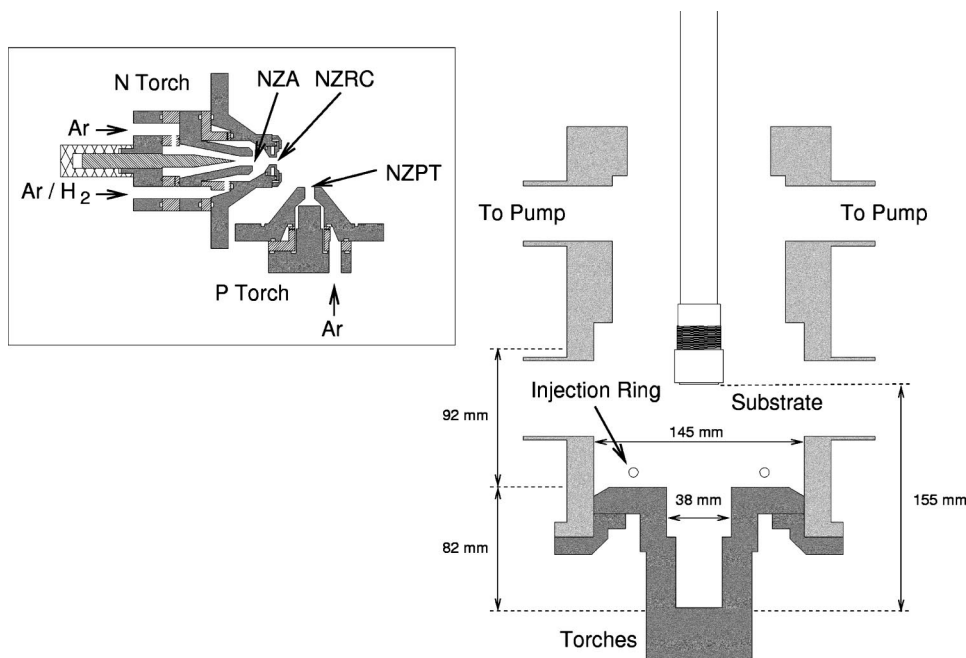 N Torch
NZA
NZRC
Ar
Ar / H2
NZPT
P Torch
Ar
To Pump
To Pump
Injection Ring
Substrate
92 mm
145 mm
38 mm
155 mm
82 mm
Torches